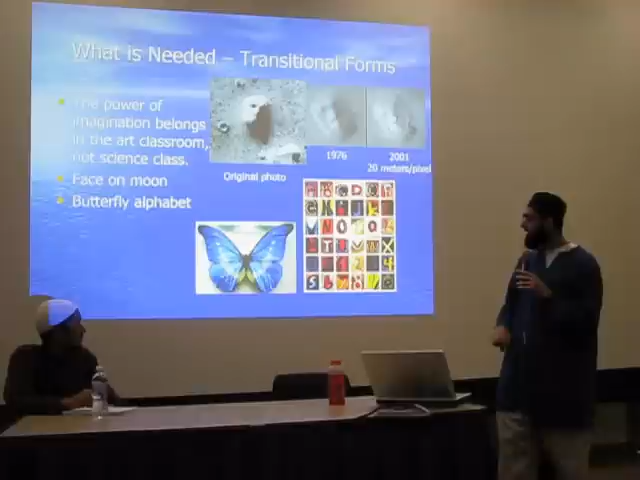 What is Needed – Transitional Forms
The power of
imagination belongs
in the art classroom,
not science class.
Face on moon
Butterfly alphabet
Original photo
1976
2001
20 meters/pixel